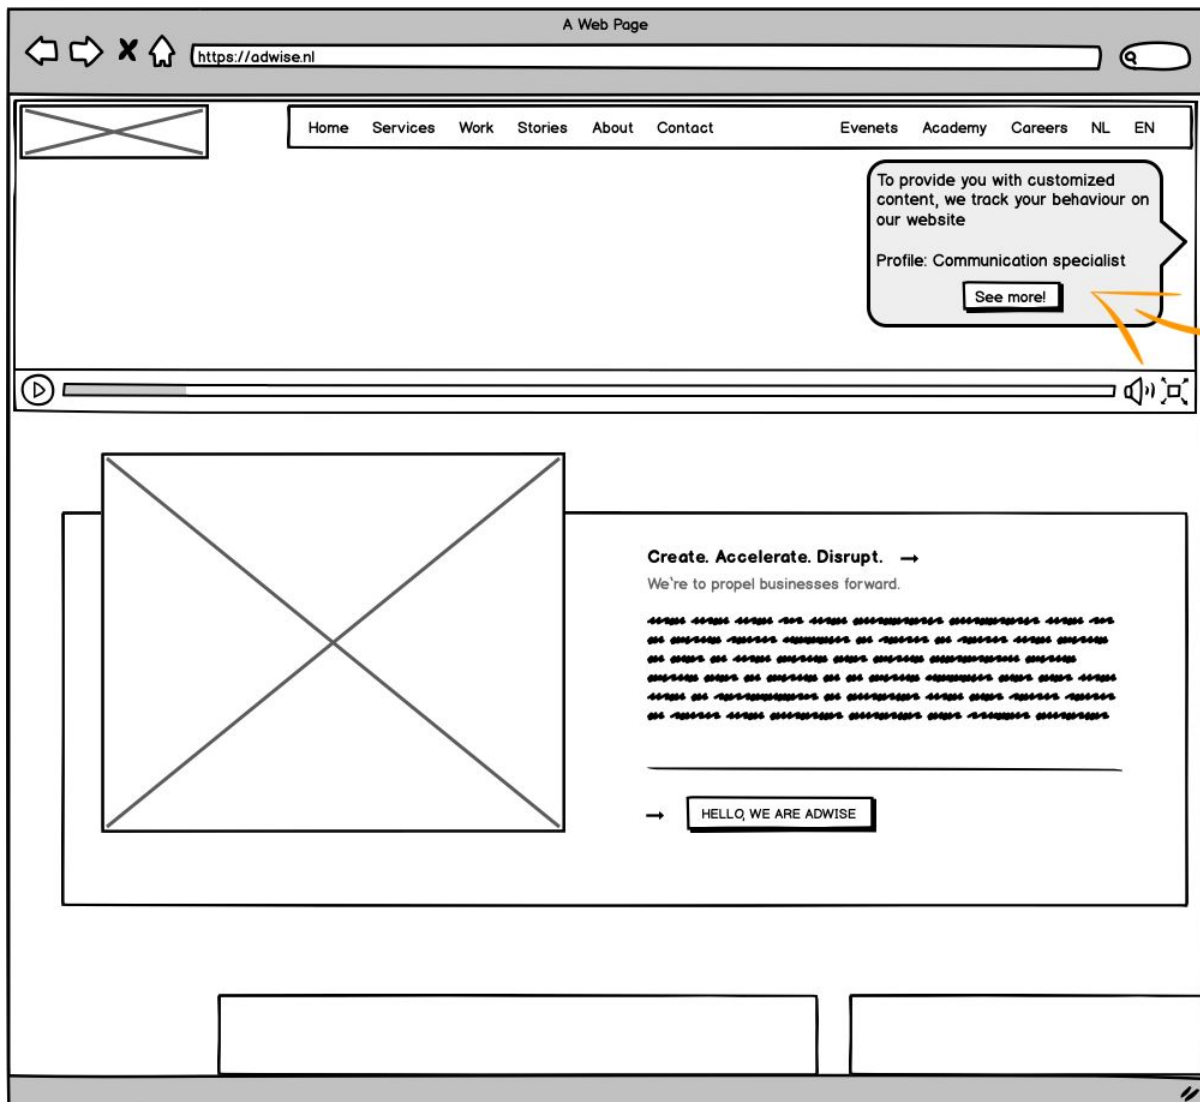 A Web Page
https://adwise.nl
Home Services Work Stories About Contact Evenets Academy Careers NL EN
To provide you with customized
content, we track your behaviour on
our website
Profile: Communication specialist
See more!
Create. Accelerate. Disrupt. →
We're to propel businesses forward.
→ HELLO, WE ARE ADWISE